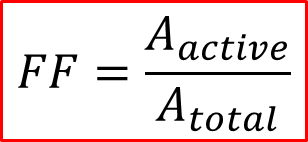 FF = A_active / A_total